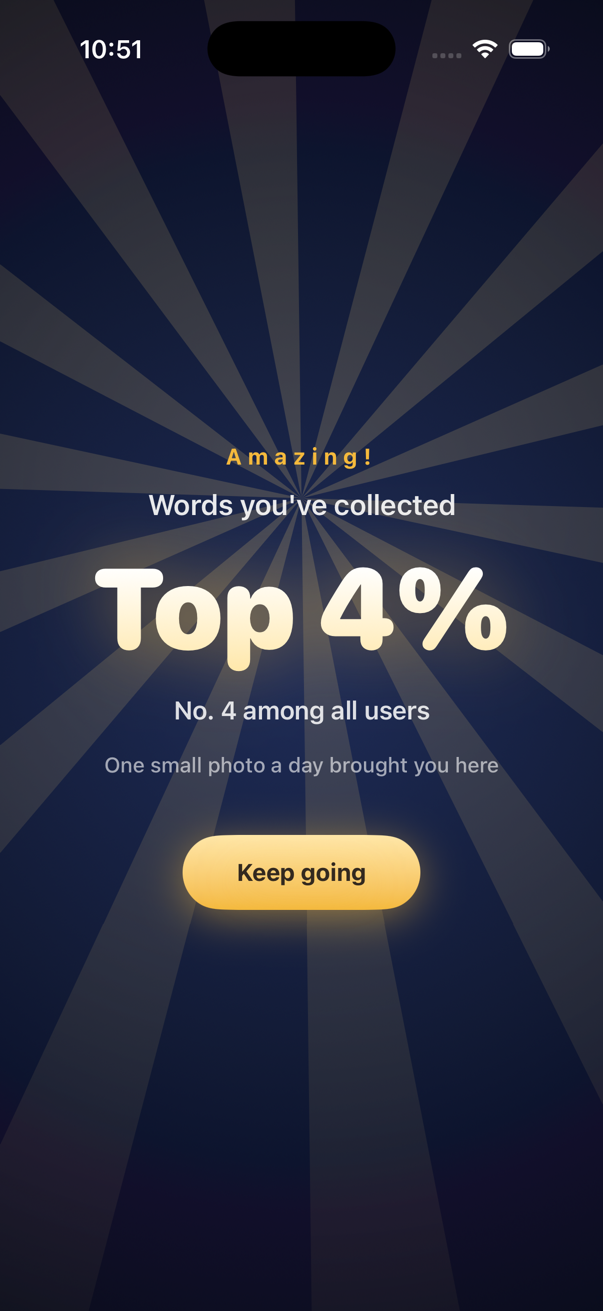 10:51
Amazing!
Words you've collected
Top 4%
No. 4 among all users
One small photo a day brought you here
Keep going